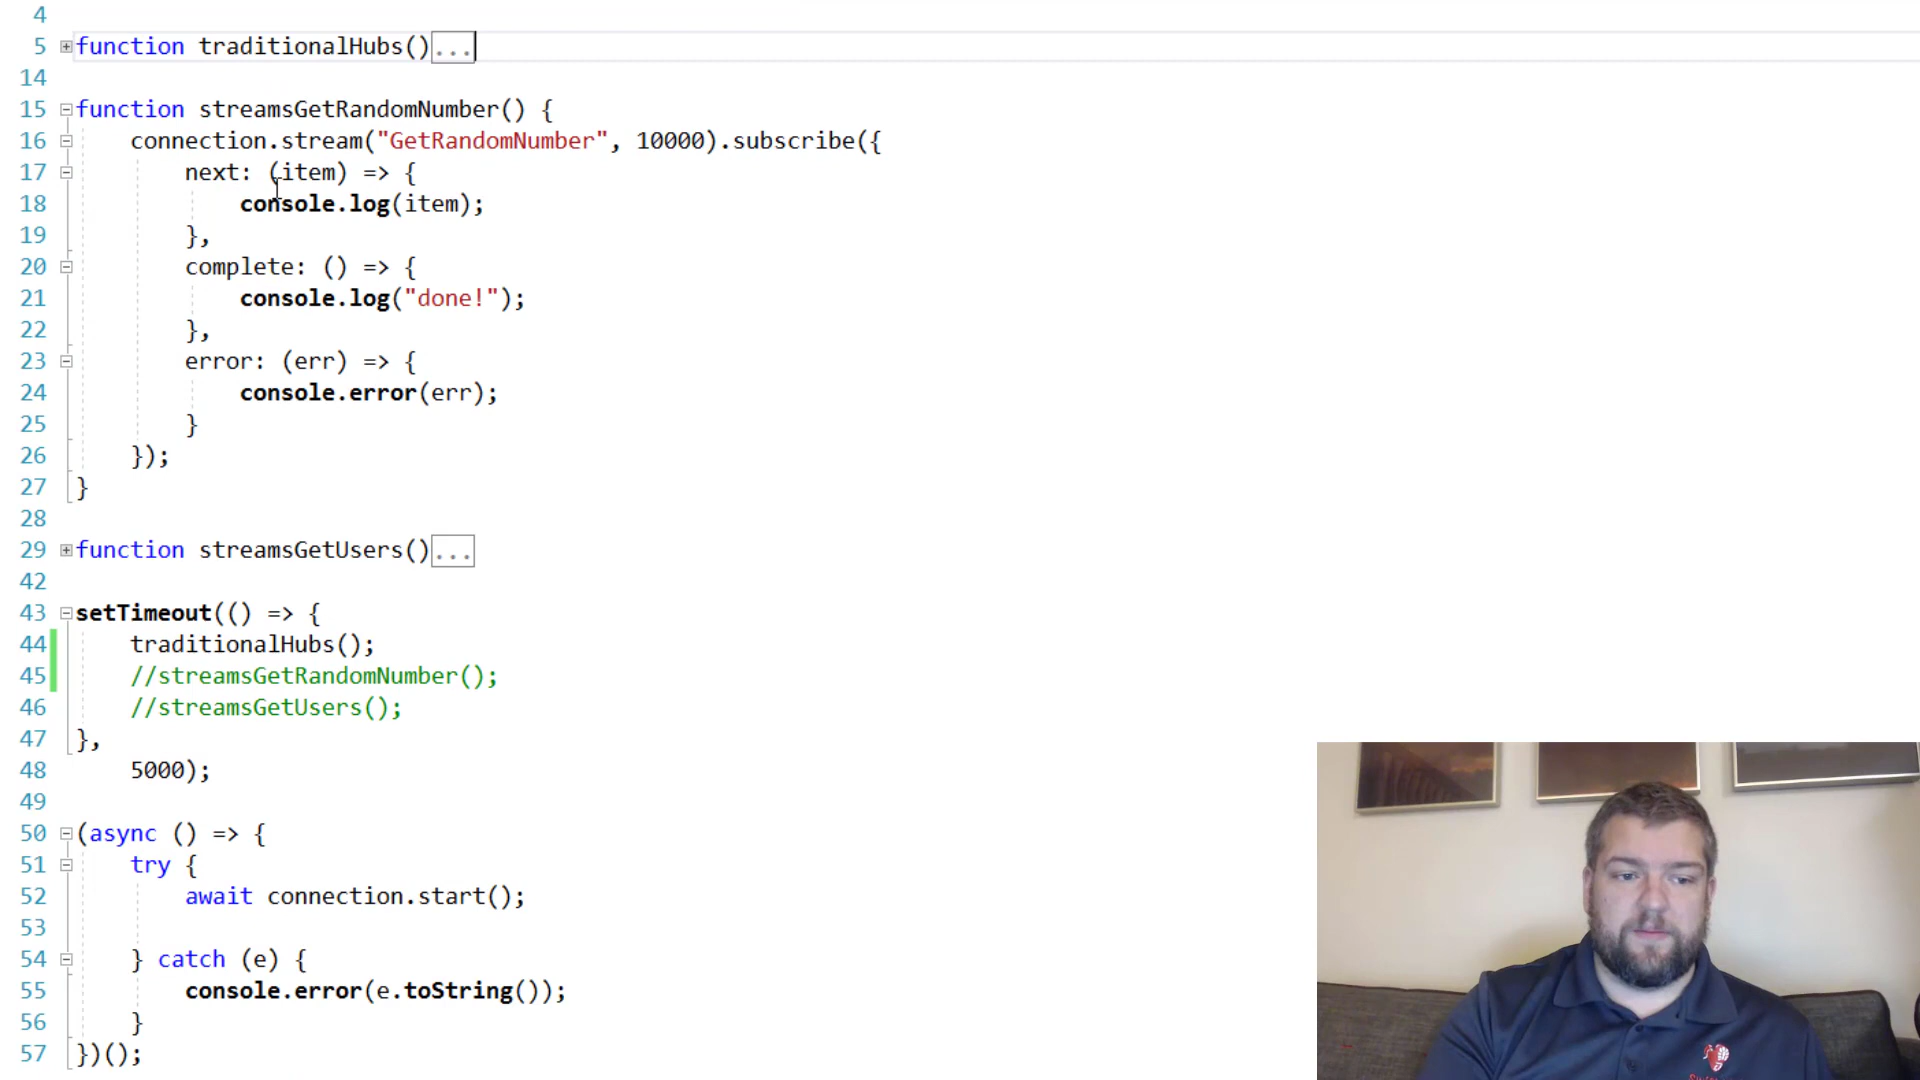 4
5 function traditionalHubs()...
14
15 function streamsGetRandomNumber() {
16 connection.stream("GetRandomNumber", 10000).subscribe({
17 next: (item) => {
18 console.log(item);
19 },
20 complete: () => {
21 console.log("done!");
22 },
23 error: (err) => {
24 console.error(err);
25 }
26 });
27 }
28
29 function streamsGetUsers()...
42
43 setTimeout(() => {
44 traditionalHubs();
45 //streamsGetRandomNumber();
46 //streamsGetUsers();
47 },
48 5000);
49
50 (async () => {
51 try {
52 await connection.start();
53
54 } catch (e) {
55 console.error(e.toString());
56 }
57 })();